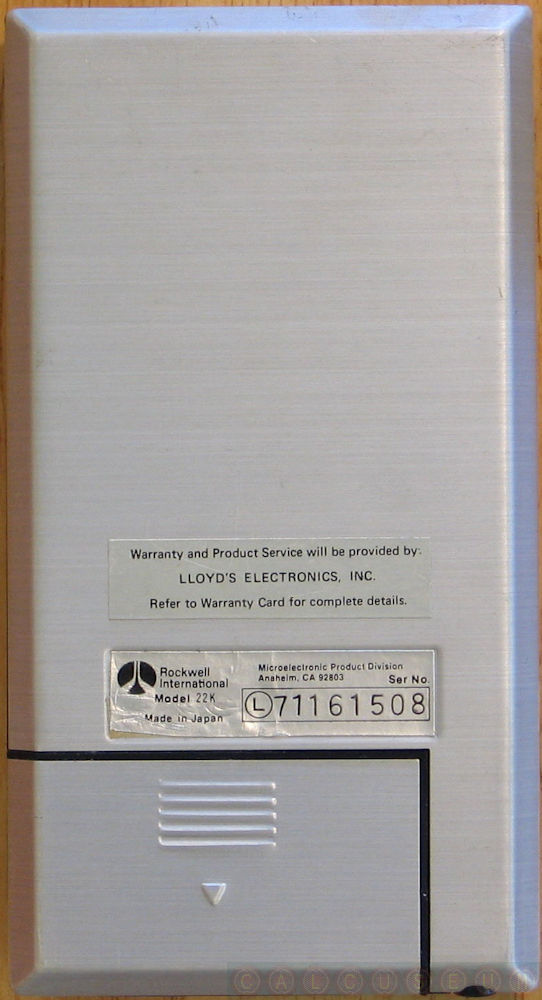 Warranty and Product Service will be provided by:
LLOYD'S ELECTRONICS, INC.
Refer to Warranty Card for complete details.
Rockwell
International
Model 22K
Made in Japan
Microelectronic Product Division
Anaheim, CA 92803
Ser No.
L 71161508
CALCUSEUM